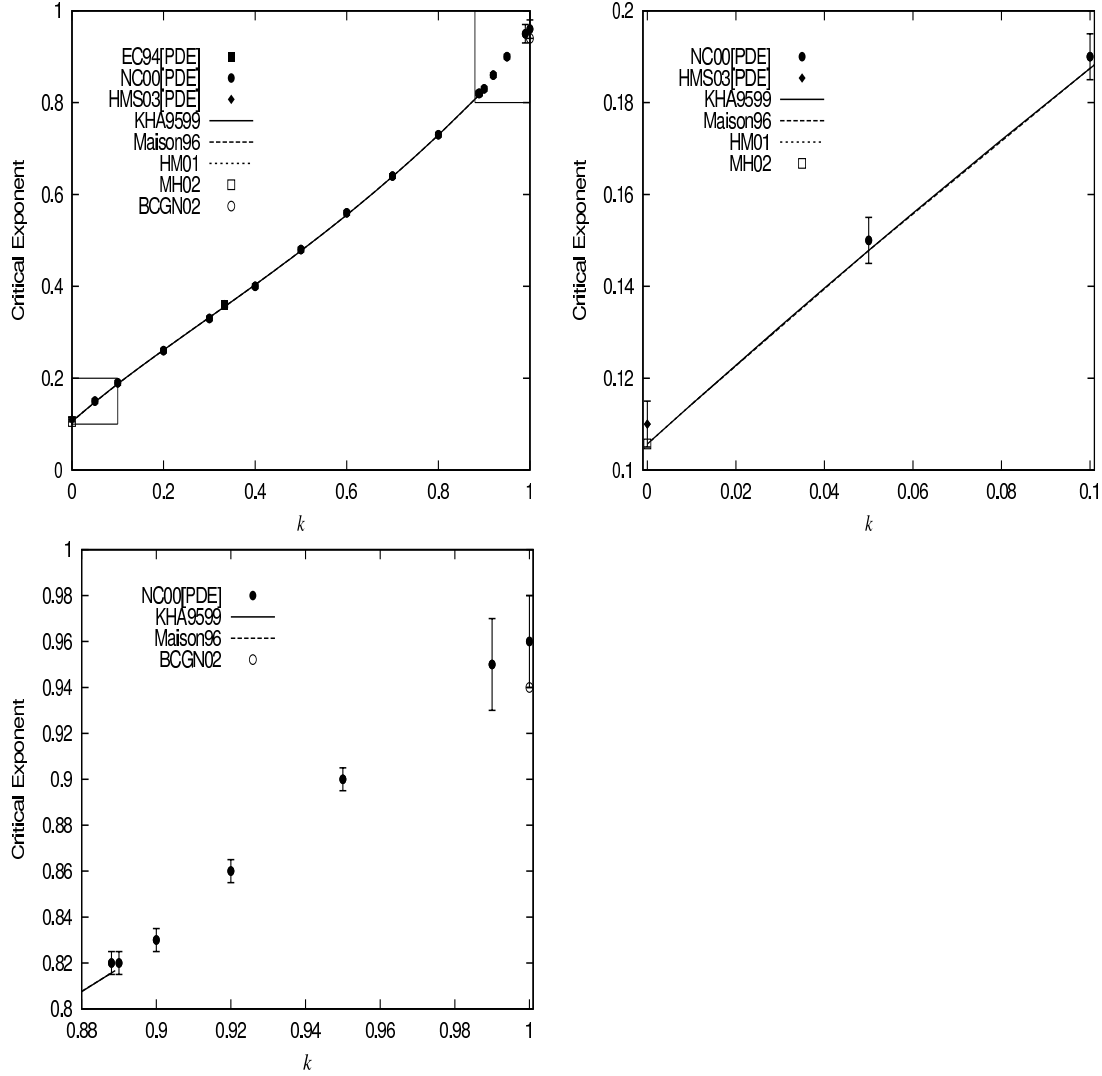 1
0.8
0.6
0.4
0.2
0
Critical Exponent
EC94[PDE]
NC00[PDE]
HMS03[PDE]
KHA9599
Maison96
HM01
MH02
BCGN02
0 0.2 0.4 0.6 0.8 1
k
0.2
0.18
0.16
0.14
0.12
0.1
Critical Exponent
NC00[PDE]
HMS03[PDE]
KHA9599
Maison96
HM01
MH02
0 0.02 0.04 0.06 0.08 0.1
k
1
0.98
0.96
0.94
0.92
0.9
0.88
0.86
0.84
0.82
0.8
Critical Exponent
NC00[PDE]
KHA9599
Maison96
BCGN02
0.88 0.9 0.92 0.94 0.96 0.98 1
k